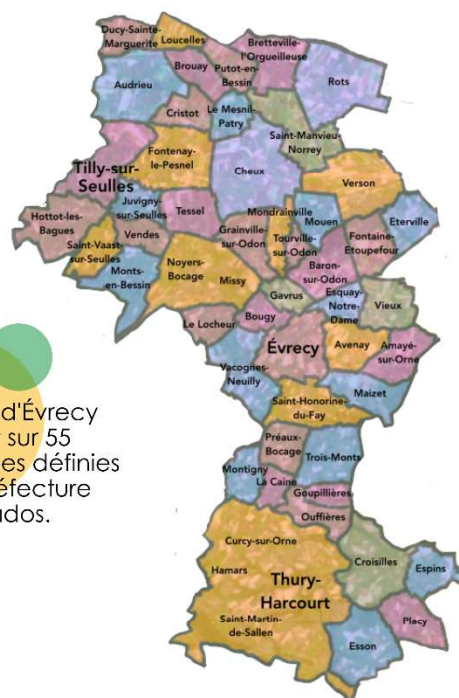 Ducy-Sainte-
Marguerite
Loucelles
Bretteville-
l'Orgueilleuse
Brouay
Putot-en-
Bessin
Audrieu
Rots
Cristot
Le Mesnil-
Patry
Saint-Manvieu-
Norrey
Fontenay-
le-Pesnel
Tilly-sur-
Seulles
Cheux
Verson
Juvigny-
sur-Seulles
Tessel
Mondrainville
Mouen
Eterville
Hottot-les-
Bagues
Vendes
Grainville-
sur-Odon
Tourville-
sur-Odon
Fontaine
Etoupefour
Saint-Vaast-
sur-Seulles
Baron-
sur-Odon
Monts-
en-Bessin
Noyers-
Bocage
Missy
Gavrus
Esquay-
Notre-
Dame
Vieux
Le Locheur
Bougy
Évrecy
Avenay
Amayé-
sur-Orne
Vacognes-
Neuilly
Maizet
Saint-Honorine-
du-Fay
d'Évrecy
sur 55
es définies
éfecture
ados.
Préaux-
Bocage
Trois-Monts
Montigny
La Caine
Goupillières
Ouffières
Curcy-sur-Orne
Croisilles
Espins
Hamars
Thury-
Harcourt
Saint-Martin-
de-Sallen
Placy
Esson